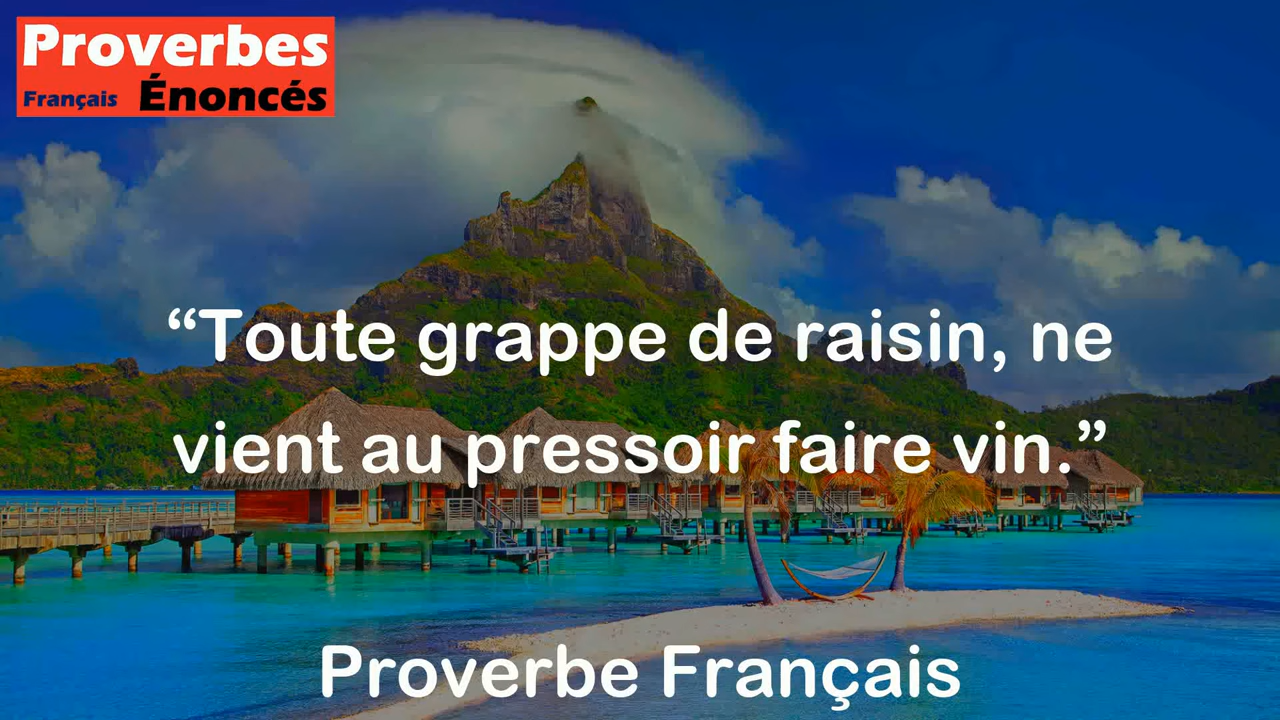 Proverbes
Français Énoncés
“Toute grappe de raisin, ne
vient au pressoir faire vin.”
Proverbe Français